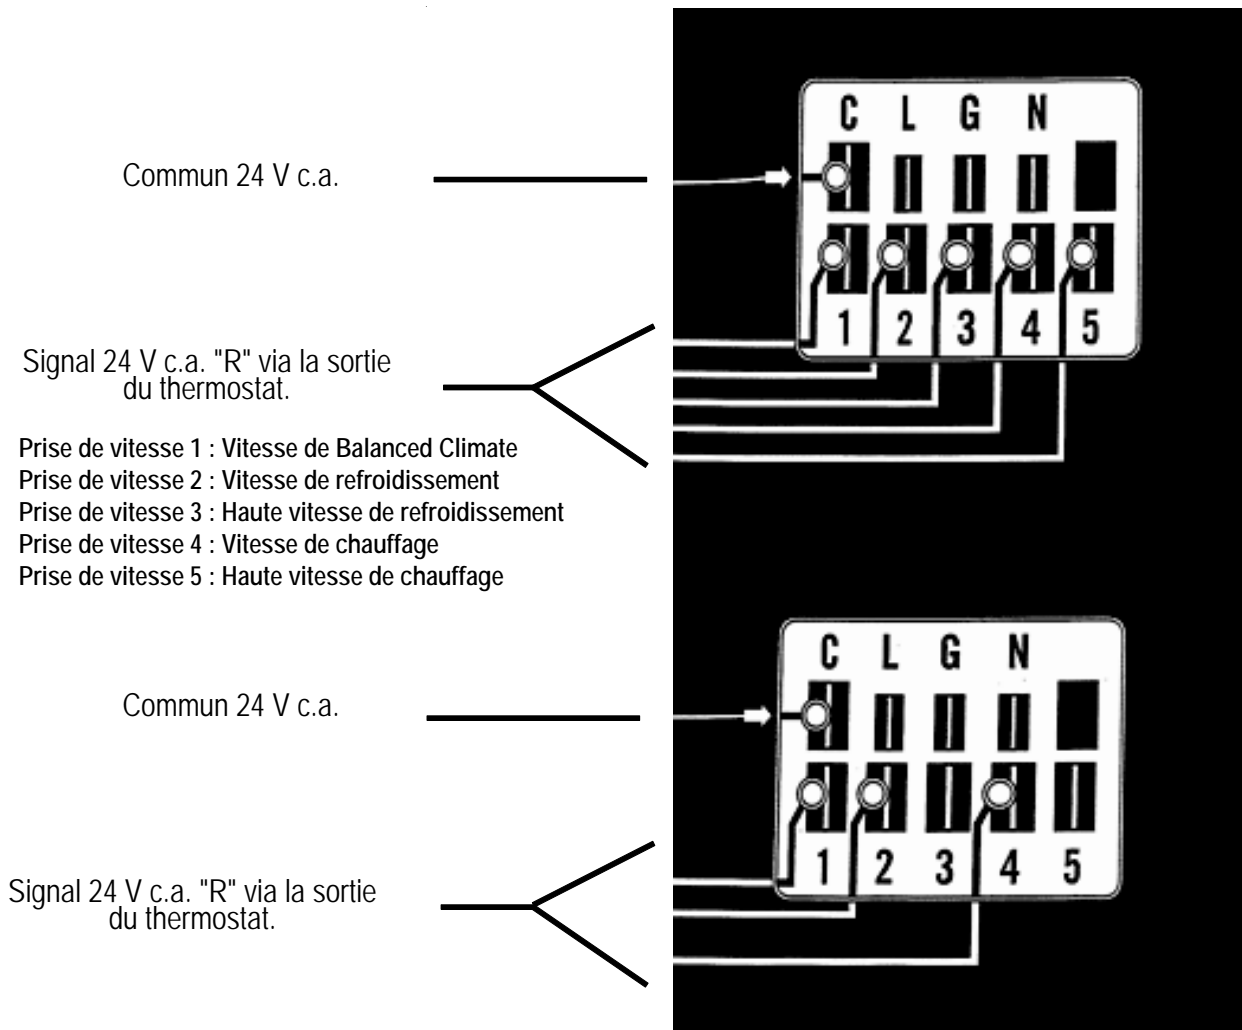 C L G N
Commun 24 V c.a.
1 2 3 4 5
Signal 24 V c.a. "R" via la sortie
du thermostat.
Prise de vitesse 1 : Vitesse de Balanced Climate
Prise de vitesse 2 : Vitesse de refroidissement
Prise de vitesse 3 : Haute vitesse de refroidissement
Prise de vitesse 4 : Vitesse de chauffage
Prise de vitesse 5 : Haute vitesse de chauffage
C L G N
Commun 24 V c.a.
1 2 3 4 5
Signal 24 V c.a. "R" via la sortie
du thermostat.